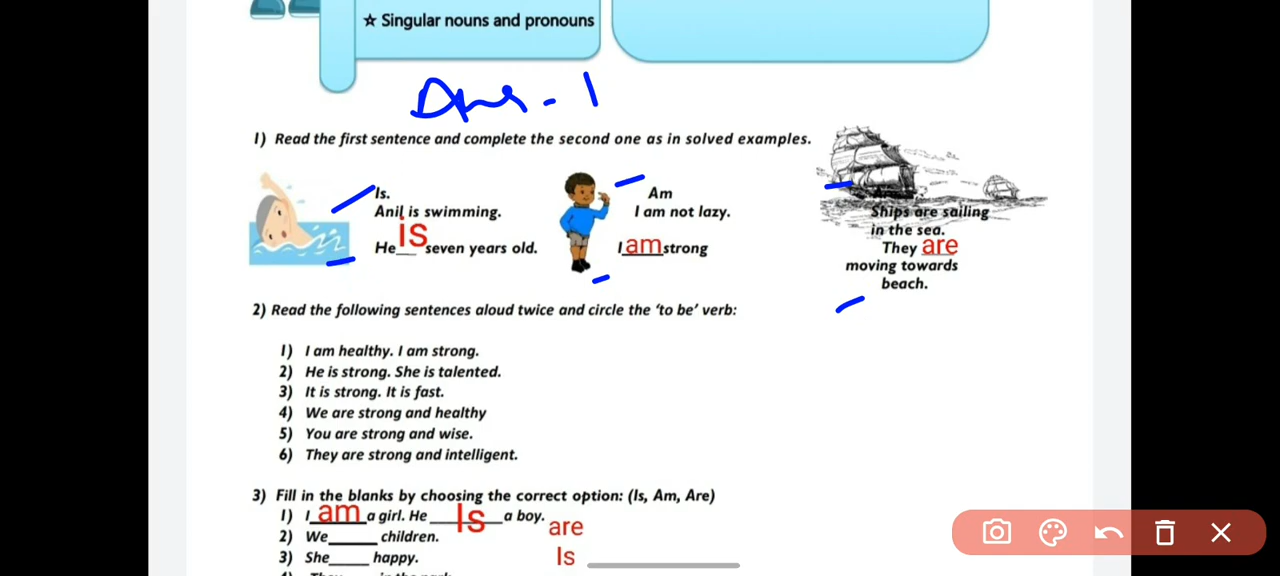 ☆ Singular nouns and pronouns
Ans - 1
1) Read the first sentence and complete the second one as in solved examples.
Is.
Anil is swimming.
He is seven years old.
Am
I am not lazy.
I am strong
Ships are sailing
in the sea.
They are
moving towards
beach.
2) Read the following sentences aloud twice and circle the 'to be' verb:
1) I am healthy. I am strong.
2) He is strong. She is talented.
3) It is strong. It is fast.
4) We are strong and healthy
5) You are strong and wise.
6) They are strong and intelligent.
3) Fill in the blanks by choosing the correct option: (Is, Am, Are)
1) I am a girl. He Is a boy.
2) We______ children. are
3) She_____ happy. Is